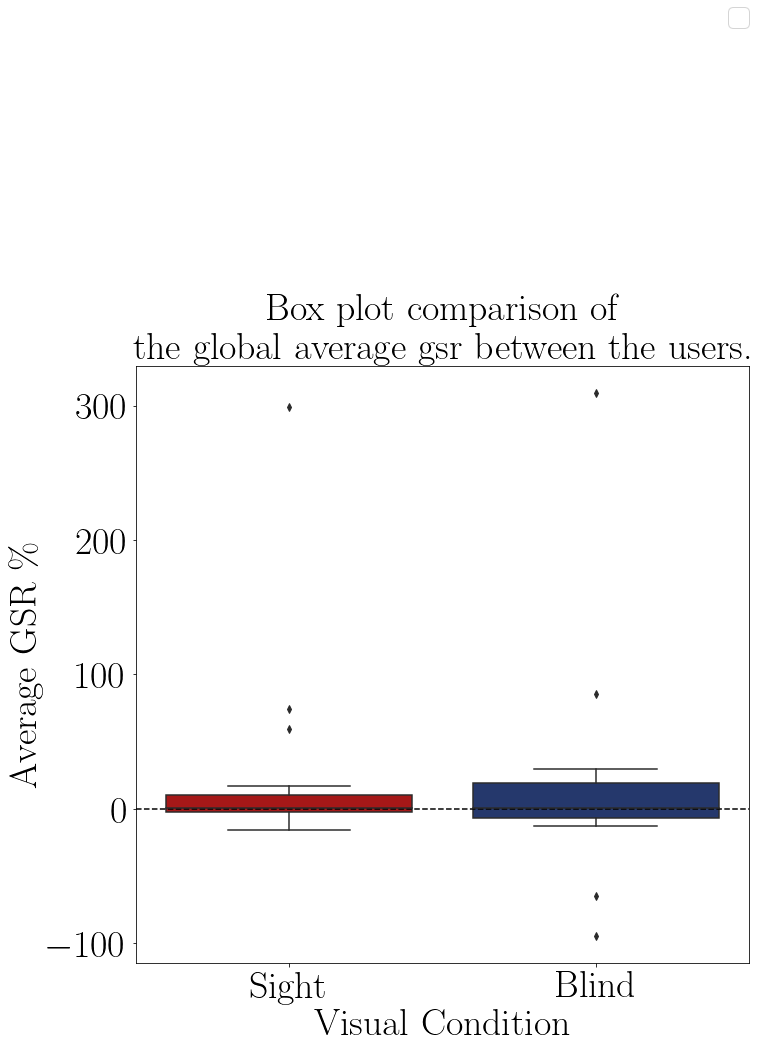 Box plot comparison of
the global average gsr between the users.
300
200
100
0
−100
Average GSR %
Sight
Blind
Visual Condition